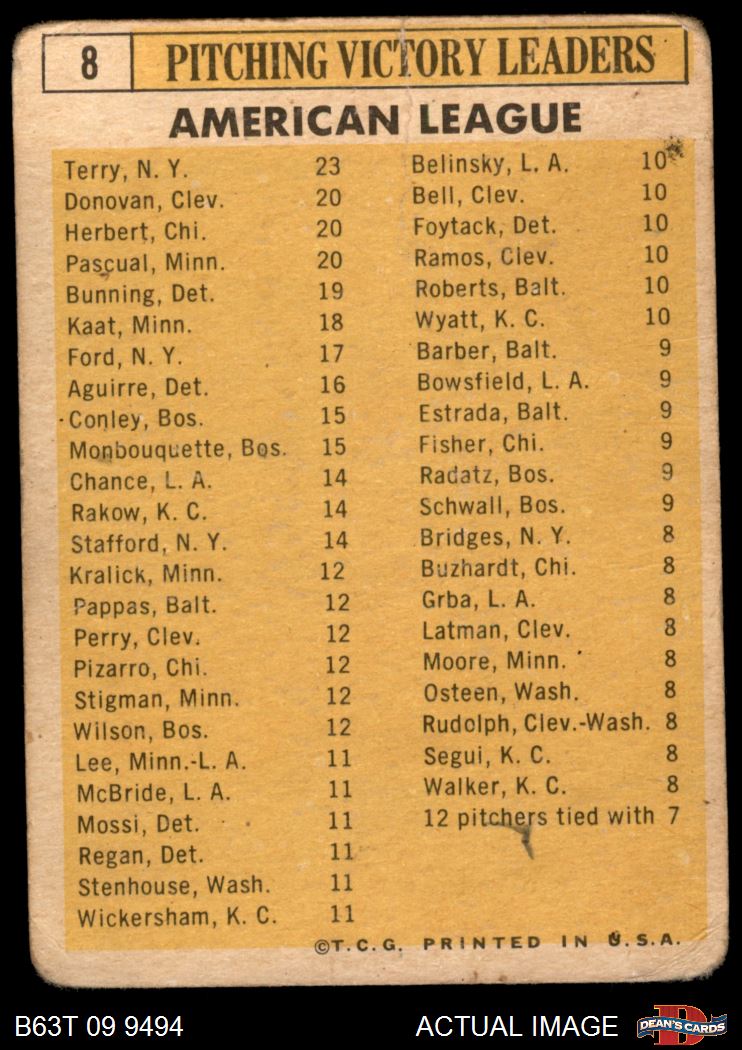 8 PITCHING VICTORY LEADERS
AMERICAN LEAGUE
Terry, N. Y. 23
Donovan, Clev. 20
Herbert, Chi. 20
Pascual, Minn. 20
Bunning, Det. 19
Kaat, Minn. 18
Ford, N. Y. 17
Aguirre, Det. 16
Conley, Bos. 15
Monbouquette, Bos. 15
Chance, L. A. 14
Rakow, K. C. 14
Stafford, N. Y. 14
Kralick, Minn. 12
Pappas, Balt. 12
Perry, Clev. 12
Pizarro, Chi. 12
Stigman, Minn. 12
Wilson, Bos. 12
Lee, Minn.-L. A. 11
McBride, L. A. 11
Mossi, Det. 11
Regan, Det. 11
Stenhouse, Wash. 11
Wickersham, K. C. 11
Belinsky, L. A. 10
Bell, Clev. 10
Foytack, Det. 10
Ramos, Clev. 10
Roberts, Balt. 10
Wyatt, K. C. 10
Barber, Balt. 9
Bowsfield, L. A. 9
Estrada, Balt. 9
Fisher, Chi. 9
Radatz, Bos. 9
Schwall, Bos. 9
Bridges, N. Y. 8
Buzhardt, Chi. 8
Grba, L. A. 8
Latman, Clev. 8
Moore, Minn. 8
Osteen, Wash. 8
Rudolph, Clev.-Wash. 8
Segui, K. C. 8
Walker, K. C. 8
12 pitchers tied with 7
©T.C.G. PRINTED IN U.S.A.
B63T 09 9494 ACTUAL IMAGE DEAN'S CARDS